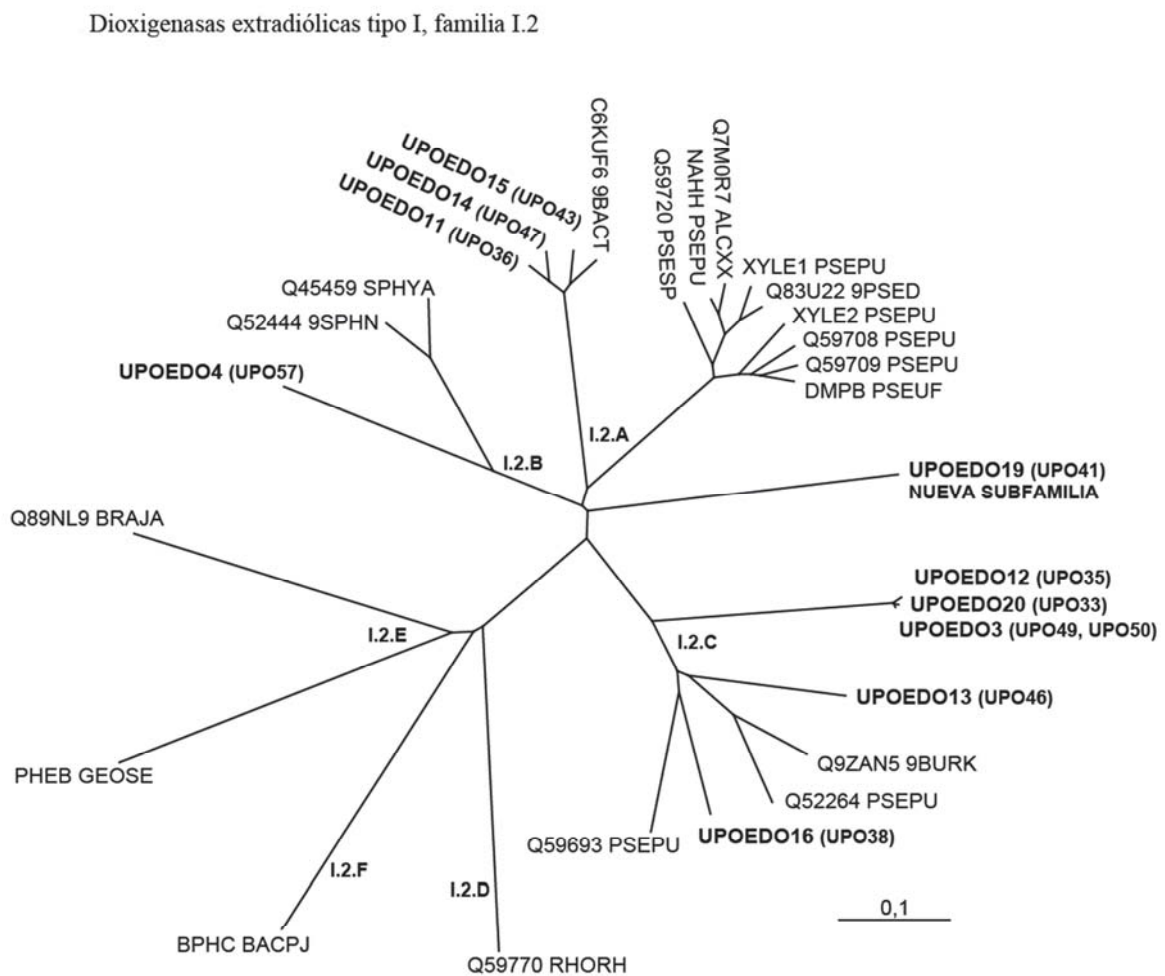 Dioxigenasas extradiólicas tipo I, familia I.2
C6KUF6 9BACT
UPOEDO15 (UPO43)
UPOEDO14 (UPO47)
UPOEDO11 (UPO36)
Q59720 PSESP
NAHH PSEPU
Q7M0R7 ALCXX
XYLE1 PSEPU
Q83U22 9PSED
XYLE2 PSEPU
Q59708 PSEPU
Q59709 PSEPU
DMPB PSEUF
Q45459 SPHYA
Q52444 9SPHN
UPOEDO4 (UPO57)
I.2.A
I.2.B
UPOEDO19 (UPO41)
NUEVA SUBFAMILIA
Q89NL9 BRAJA
UPOEDO12 (UPO35)
UPOEDO20 (UPO33)
UPOEDO3 (UPO49, UPO50)
I.2.E
I.2.C
UPOEDO13 (UPO46)
PHEB GEOSE
Q9ZAN5 9BURK
Q52264 PSEPU
UPOEDO16 (UPO38)
Q59693 PSEPU
I.2.F
I.2.D
0,1
BPHC BACPJ
Q59770 RHORH